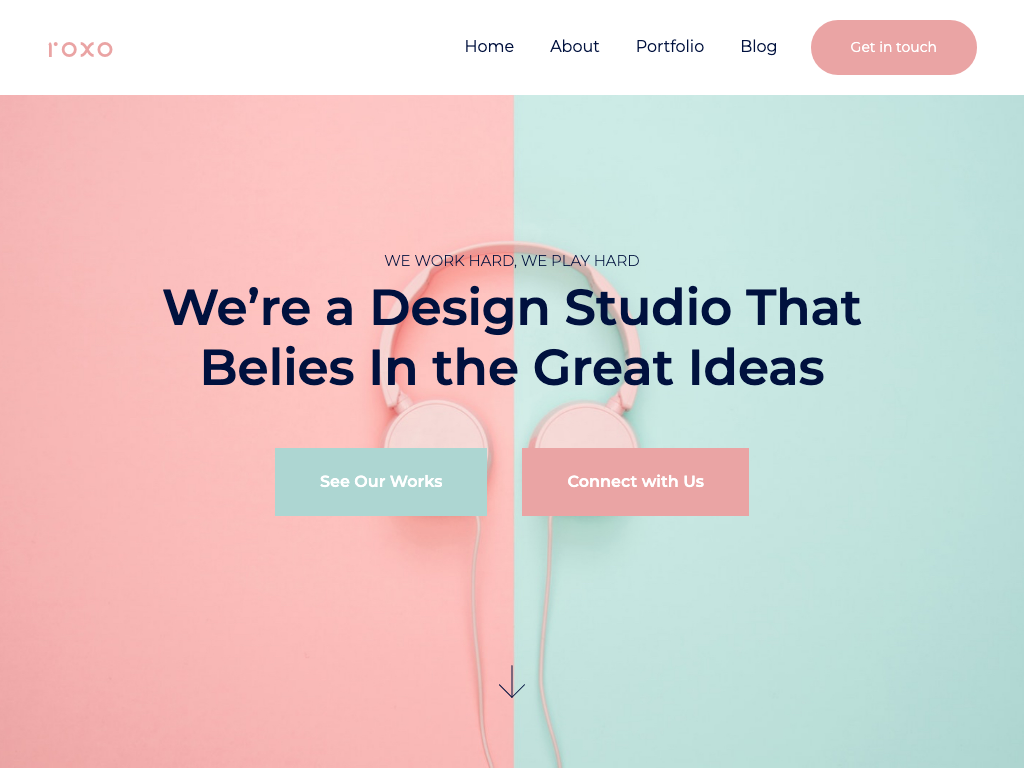 roxo
Home
About
Portfolio
Blog
Get in touch
WE WORK HARD, WE PLAY HARD
We’re a Design Studio That
Belies In the Great Ideas
See Our Works
Connect with Us